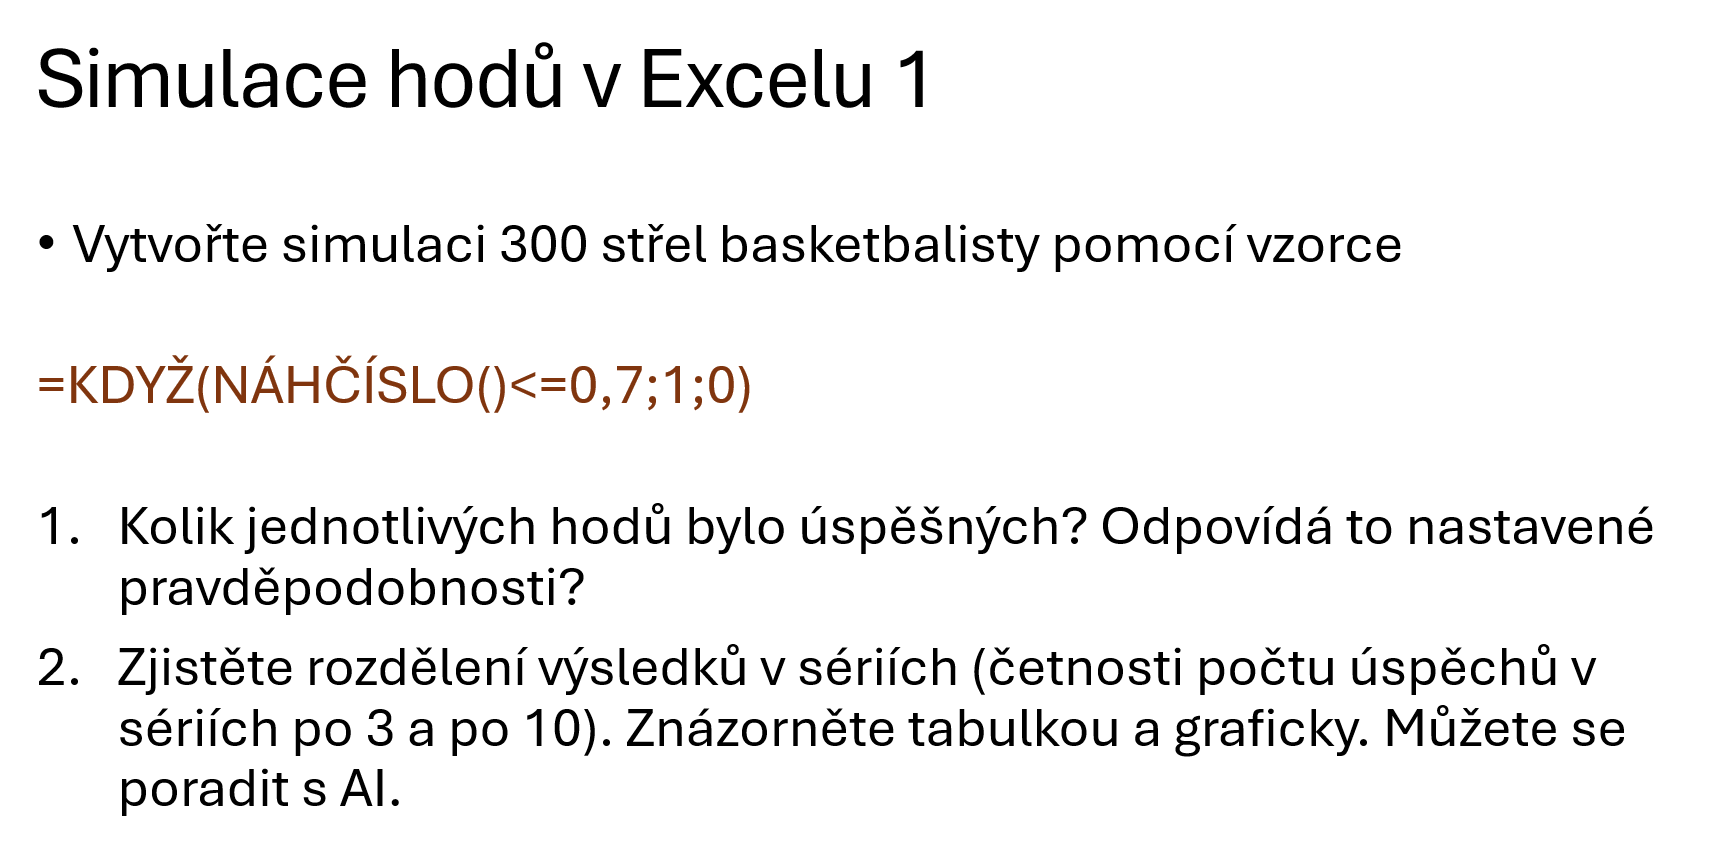 Simulace hodů v Excelu 1
• Vytvořte simulaci 300 střel basketbalisty pomocí vzorce
=KDYŽ(NÁHČÍSLO()<=0,7;1;0)
1. Kolik jednotlivých hodů bylo úspěšných? Odpovídá to nastavené
pravděpodobnosti?
2. Zjistěte rozdělení výsledků v sériích (četnosti počtu úspěchů v
sériích po 3 a po 10). Znázorněte tabulkou a graficky. Můžete se
poradit s AI.